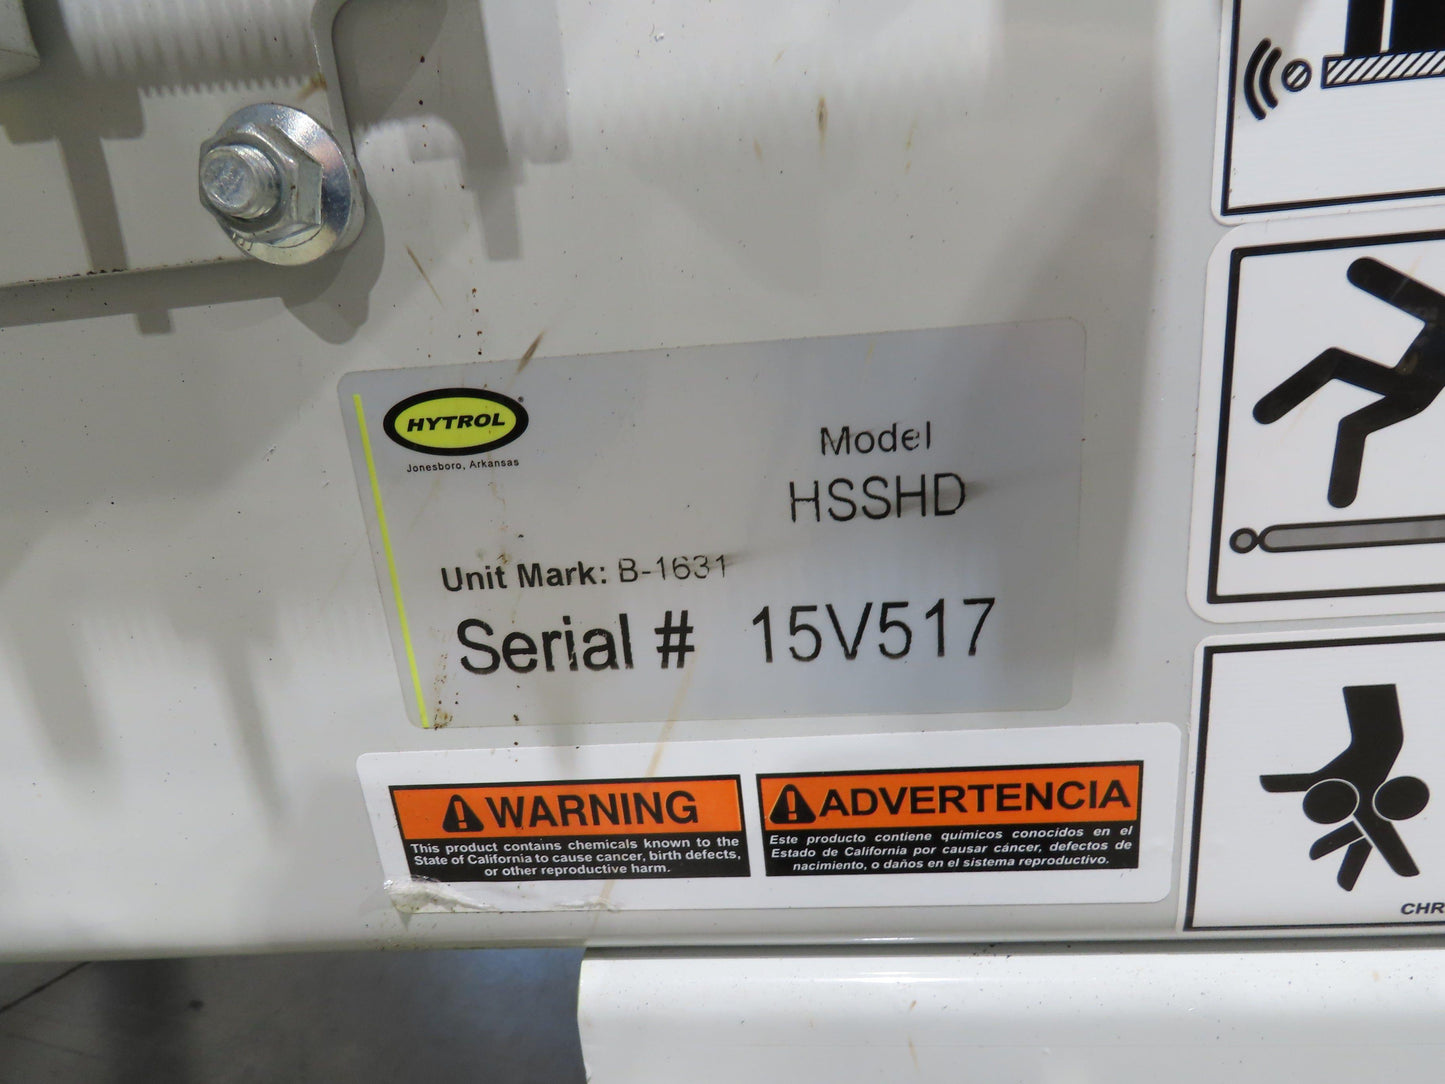 HYTROL®
Jonesboro, Arkansas
Model
HSSHD
Unit Mark: B-1631
Serial # 15V517
WARNING
This product contains chemicals known to the
State of California to cause cancer, birth defects,
or other reproductive harm.
ADVERTENCIA
Este producto contiene químicos conocidos en el
Estado de California por causar cáncer, defectos de
nacimiento, o daños en el sistema reproductivo.
CHR